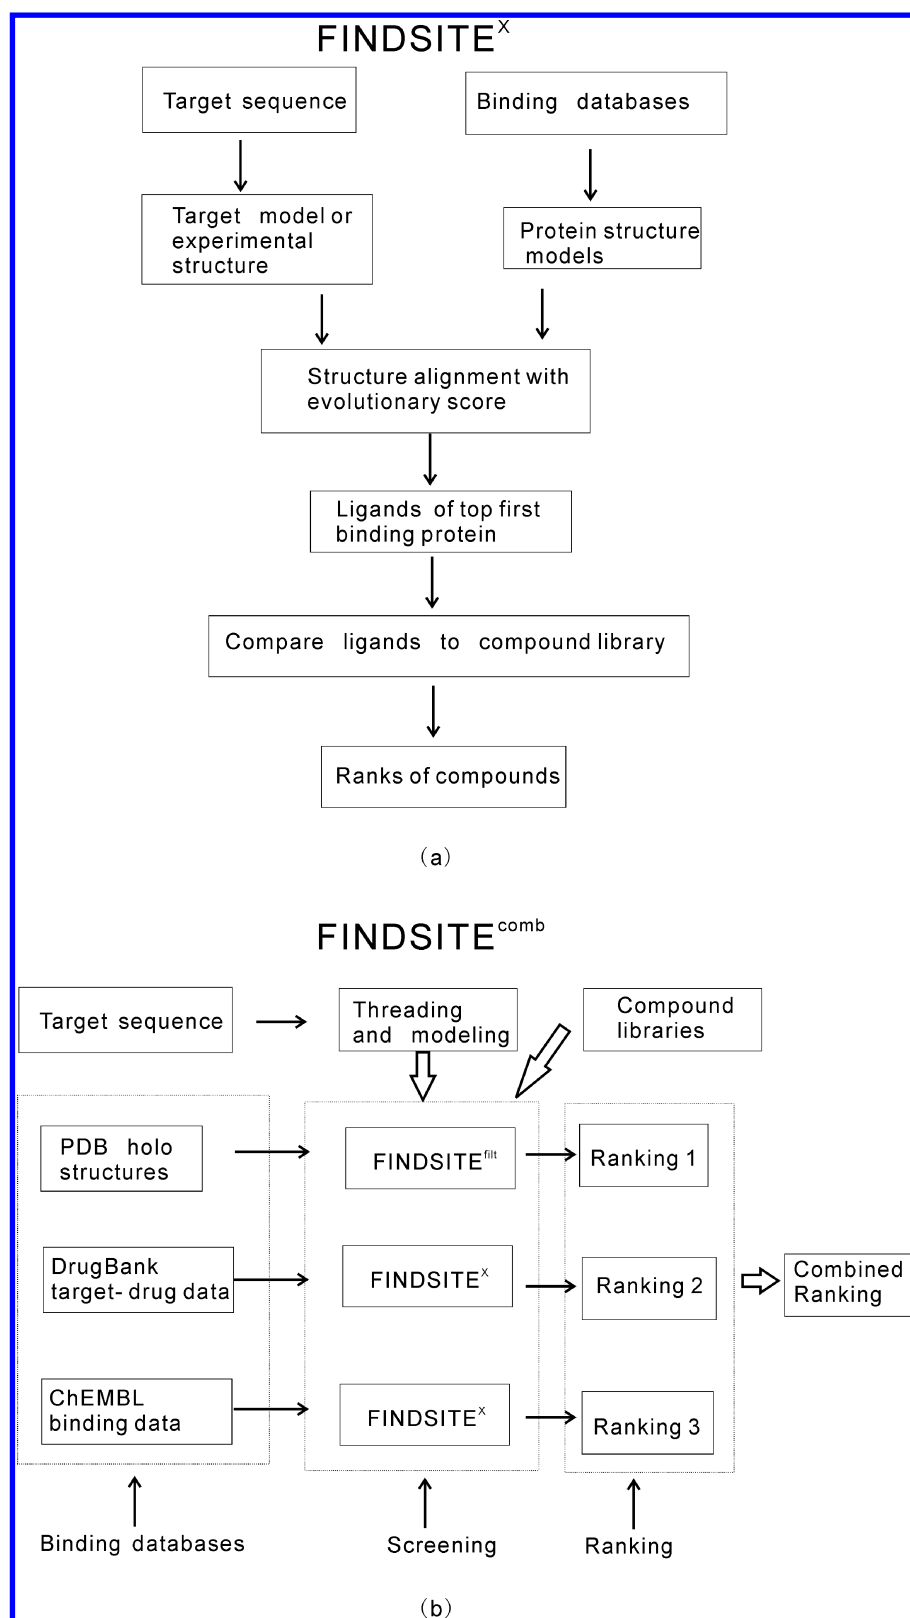 FINDSITE^X
Target sequence
Binding databases
Target model or
experimental
structure
Protein structure
models
Structure alignment with
evolutionary score
Ligands of top first
binding protein
Compare ligands to compound library
Ranks of compounds
(a)
FINDSITE^comb
Target sequence
Threading
and modeling
Compound
libraries
PDB holo
structures
FINDSITE^filt
Ranking 1
DrugBank
target- drug data
FINDSITE^X
Ranking 2
Combined
Ranking
ChEMBL
binding data
FINDSITE^X
Ranking 3
Binding databases
Screening
Ranking
(b)